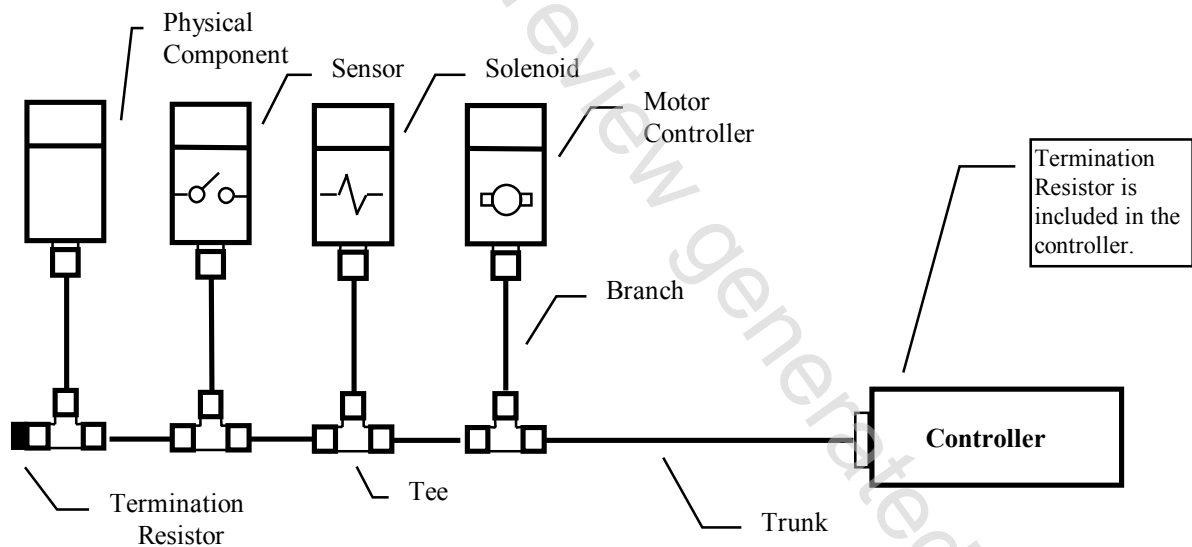 Physical
Component
Sensor
Solenoid
Motor
Controller
Termination
Resistor is
included in the
controller.
Branch
Controller
Tee
Termination
Resistor
Trunk